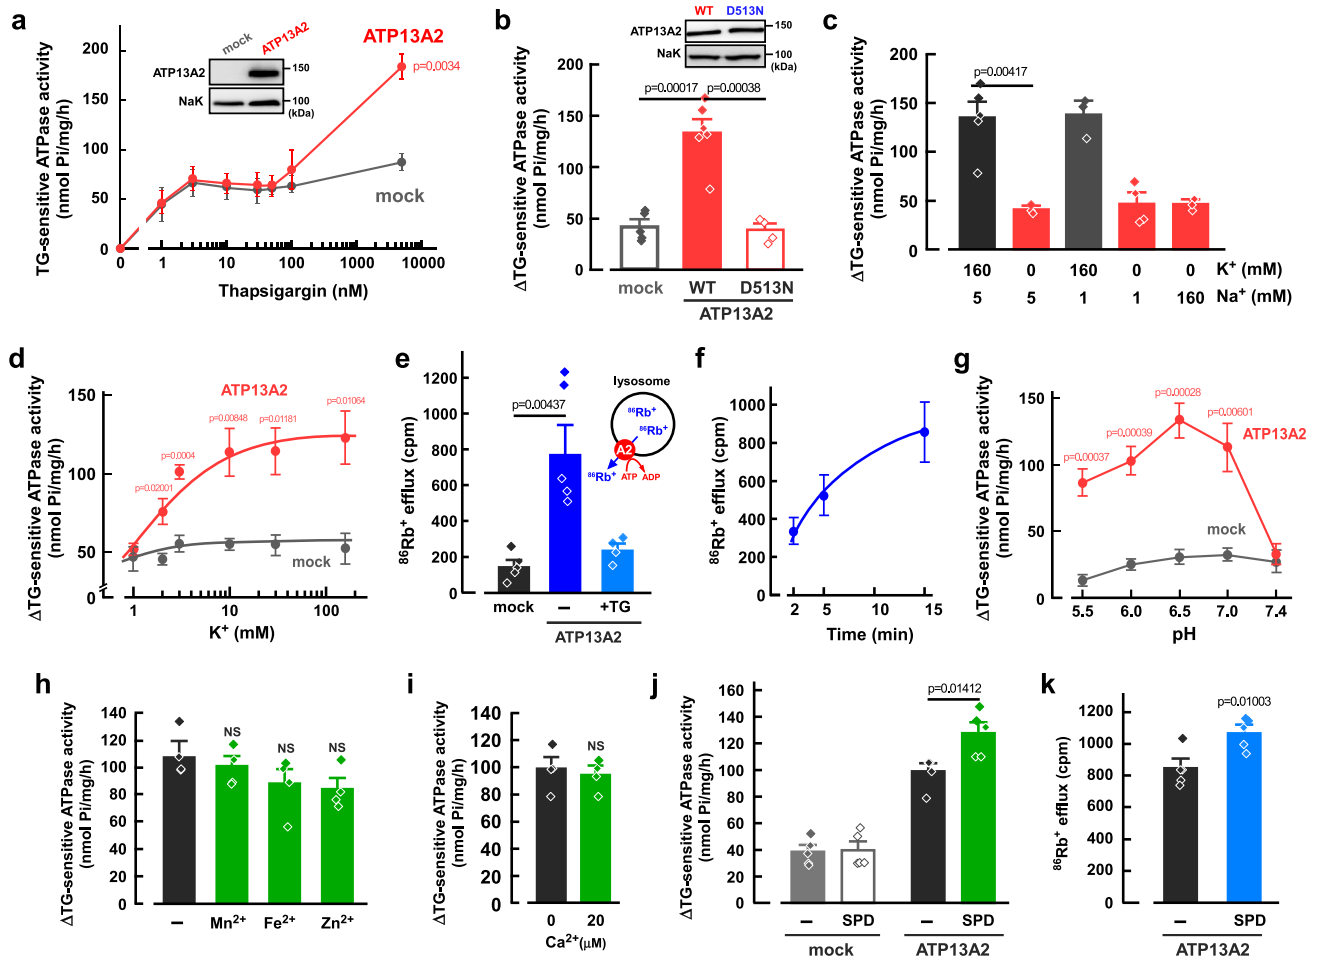 a
TG-sensitive ATPase activity
(nmol Pi/mg/h)
200
150
100
50
0
mock
ATP13A2
ATP13A2
150
NaK
100
(kDa)
ATP13A2
p=0.0034
mock
0
1
10
100
1000
10000
Thapsigargin (nM)
b
WT
D513N
ATP13A2
150
NaK
100
(kDa)
ΔTG-sensitive ATPase activity
(nmol Pi/mg/h)
200
150
100
50
0
p=0.00017
p=0.00038
mock
WT
D513N
ATP13A2
c
ΔTG-sensitive ATPase activity
(nmol Pi/mg/h)
200
150
100
50
0
p=0.00417
160
0
160
0
0
K⁺ (mM)
5
5
1
1
160
Na⁺ (mM)
d
ΔTG-sensitive ATPase activity
(nmol Pi/mg/h)
150
100
50
0
ATP13A2
p=0.02001
p=0.0004
p=0.00848
p=0.01181
p=0.01064
mock
1
10
100
K⁺ (mM)
e
⁸⁶Rb⁺ efflux (cpm)
1200
1000
800
600
400
200
0
p=0.00437
lysosome
⁸⁶Rb⁺
⁸⁶Rb⁺
A2
⁸⁶Rb⁺
ATP
ADP
mock
–
+TG
ATP13A2
f
⁸⁶Rb⁺ efflux (cpm)
1000
800
600
400
200
0
2
5
10
15
Time (min)
g
ΔTG-sensitive ATPase activity
(nmol Pi/mg/h)
150
100
50
0
p=0.00037
p=0.00039
p=0.00028
p=0.00601
ATP13A2
mock
5.5
6.0
6.5
7.0
7.4
pH
h
ΔTG-sensitive ATPase activity
(nmol Pi/mg/h)
140
120
100
80
60
40
20
0
NS
NS
NS
–
Mn²⁺
Fe²⁺
Zn²⁺
i
ΔTG-sensitive ATPase activity
(nmol Pi/mg/h)
140
120
100
80
60
40
20
0
NS
0
20
Ca²⁺(μM)
j
ΔTG-sensitive ATPase activity
(nmol Pi/mg/h)
160
140
120
100
80
60
40
20
0
p=0.01412
–
SPD
–
SPD
mock
ATP13A2
k
⁸⁶Rb⁺ efflux (cpm)
1200
1000
800
600
400
200
0
p=0.01003
–
SPD
ATP13A2